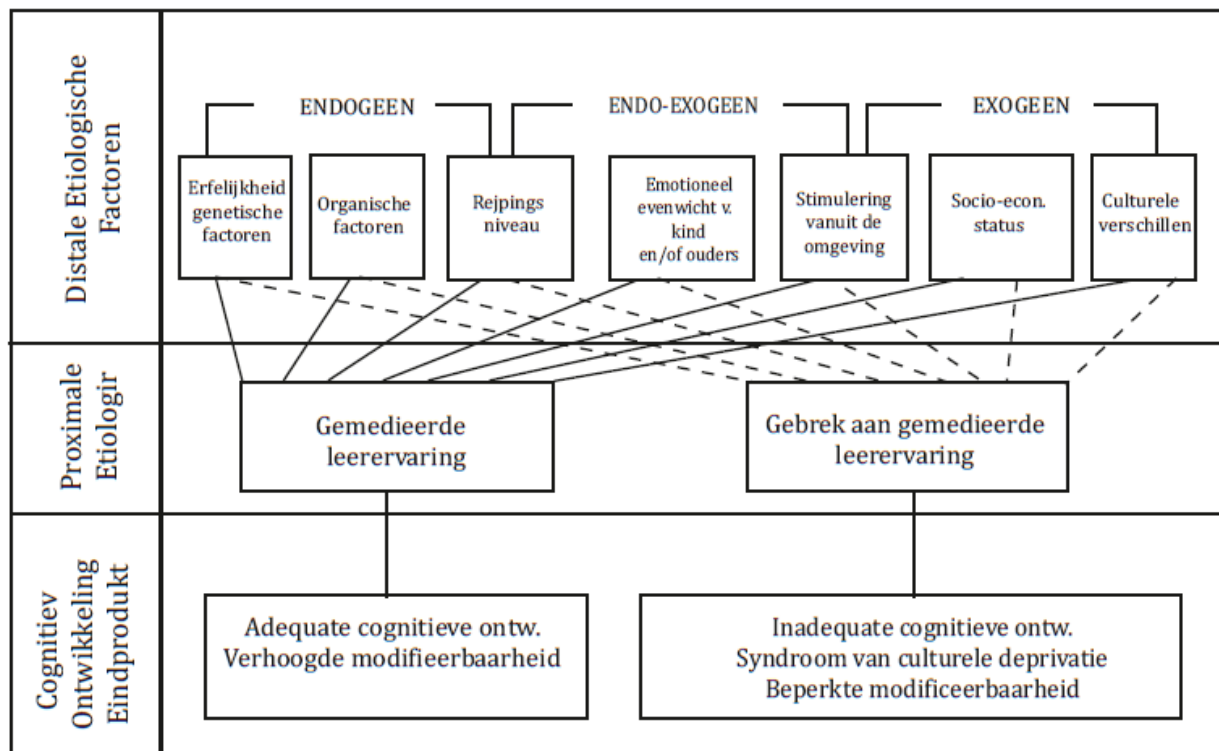 Distale Etiologische
Factoren
ENDOGEEN
ENDO-EXOGEEN
EXOGEEN
Erfelijkheid
genetische
factoren
Organische
factoren
Rejpings
niveau
Emotioneel
evenwicht v.
kind
en/of ouders
Stimulering
vanuit de
omgeving
Socio-econ.
status
Culturele
verschillen
Proximale
Etiologir
Gemedieerde
leerervaring
Gebrek aan gemedieerde
leerervaring
Cognitiev
Ontwikkeling
Eindprodukt
Adequate cognitieve ontw.
Verhoogde modifieerbaarheid
Inadequate cognitieve ontw.
Syndroom van culturele deprivatie
Beperkte modificeerbaarheid